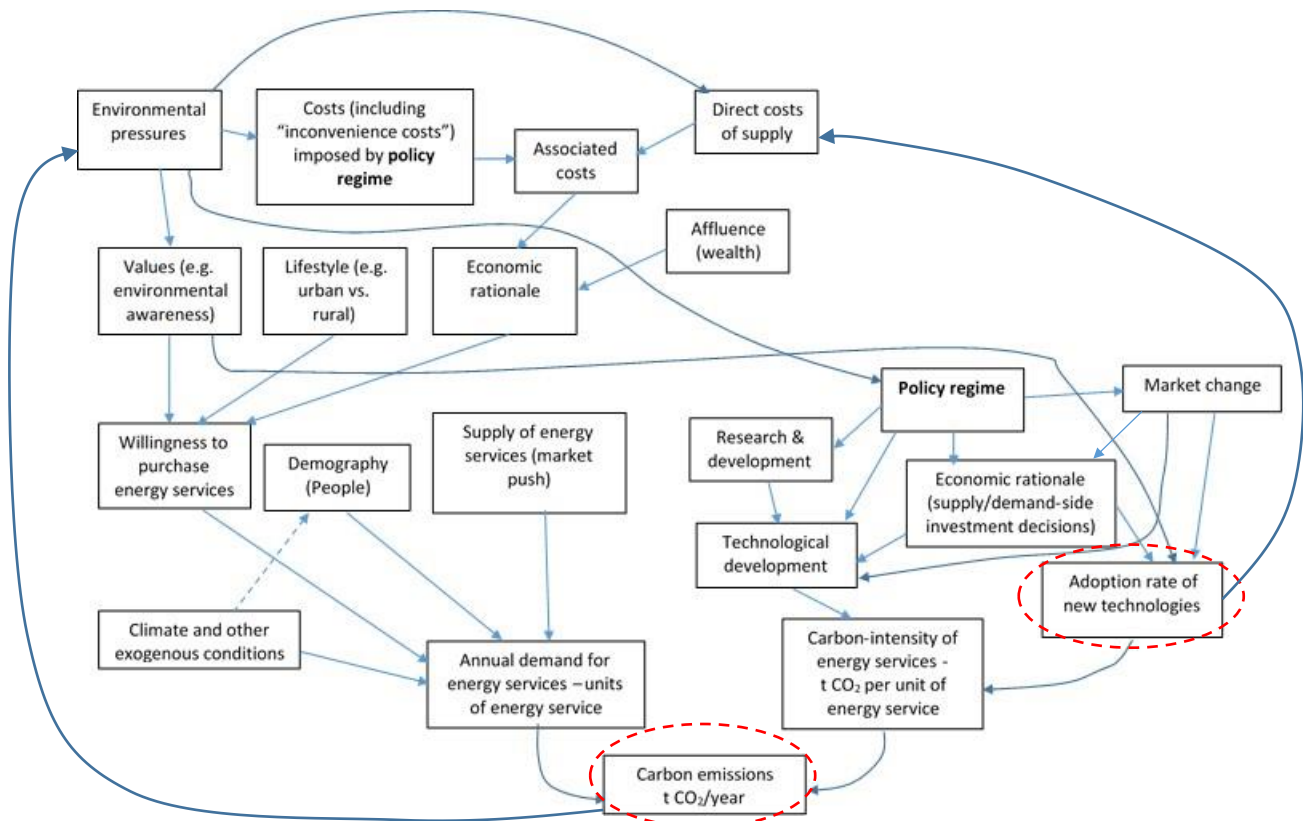 Environmental
pressures
Costs (including
“inconvenience costs”)
imposed by policy
regime
Associated
costs
Direct costs
of supply
Values (e.g.
environmental
awareness)
Lifestyle (e.g.
urban vs.
rural)
Economic
rationale
Affluence
(wealth)
Policy regime
Market change
Willingness to
purchase
energy services
Demography
(People)
Supply of energy
services (market
push)
Research &
development
Economic rationale
(supply/demand-side
investment decisions)
Technological
development
Adoption rate of
new technologies
Climate and other
exogenous conditions
Annual demand for
energy services – units
of energy service
Carbon-intensity of
energy services -
t CO₂ per unit of
energy service
Carbon emissions
t CO₂/year